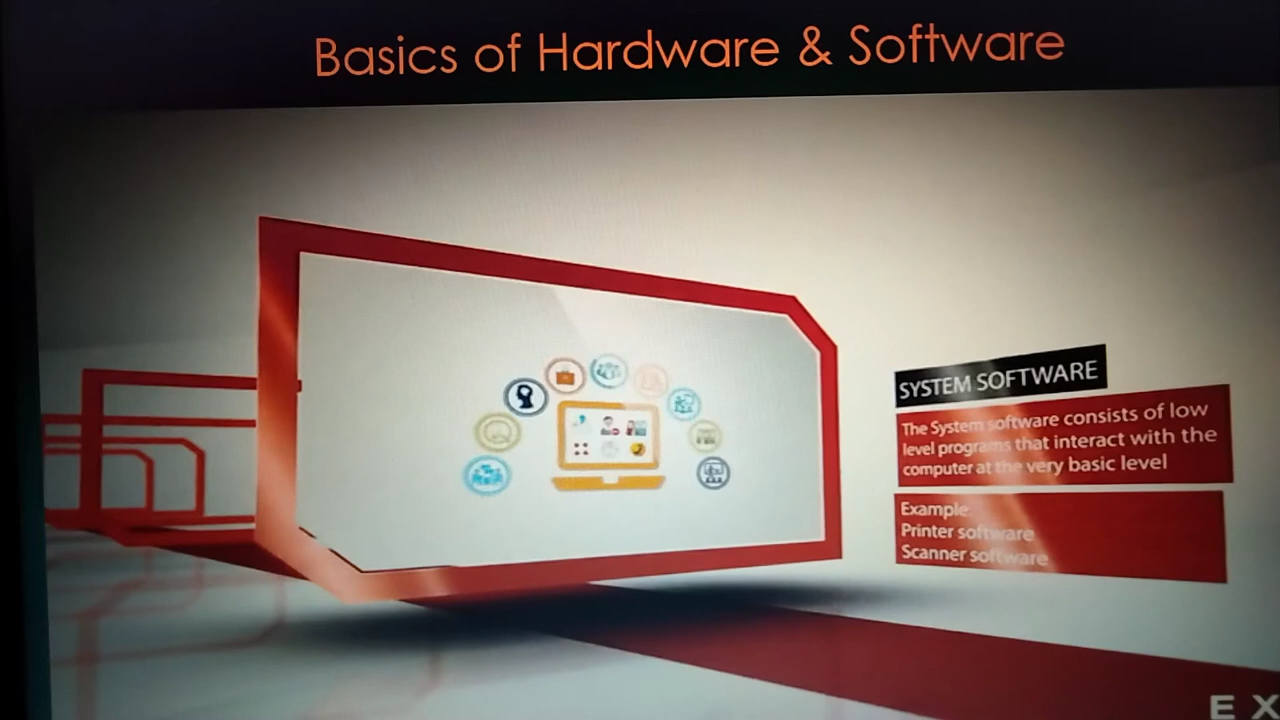 Basics of Hardware & Software
SYSTEM SOFTWARE
The System software consists of low
level programs that interact with the
computer at the very basic level
Example
Printer software
Scanner software
E X